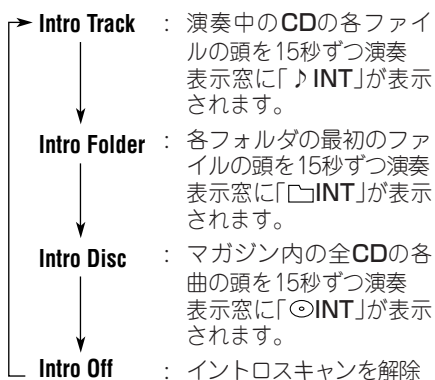 Intro Track : 演奏中のCDの各ファイ
ルの頭を15秒ずつ演奏
表示窓に「♪INT」が表示
されます。
Intro Folder : 各フォルダの最初のファ
イルの頭を15秒ずつ演奏
表示窓に「INT」が表示
されます。
Intro Disc : マガジン内の全CDの各
曲の頭を15秒ずつ演奏
表示窓に「INT」が表示
されます。
Intro Off : イントロスキャンを解除